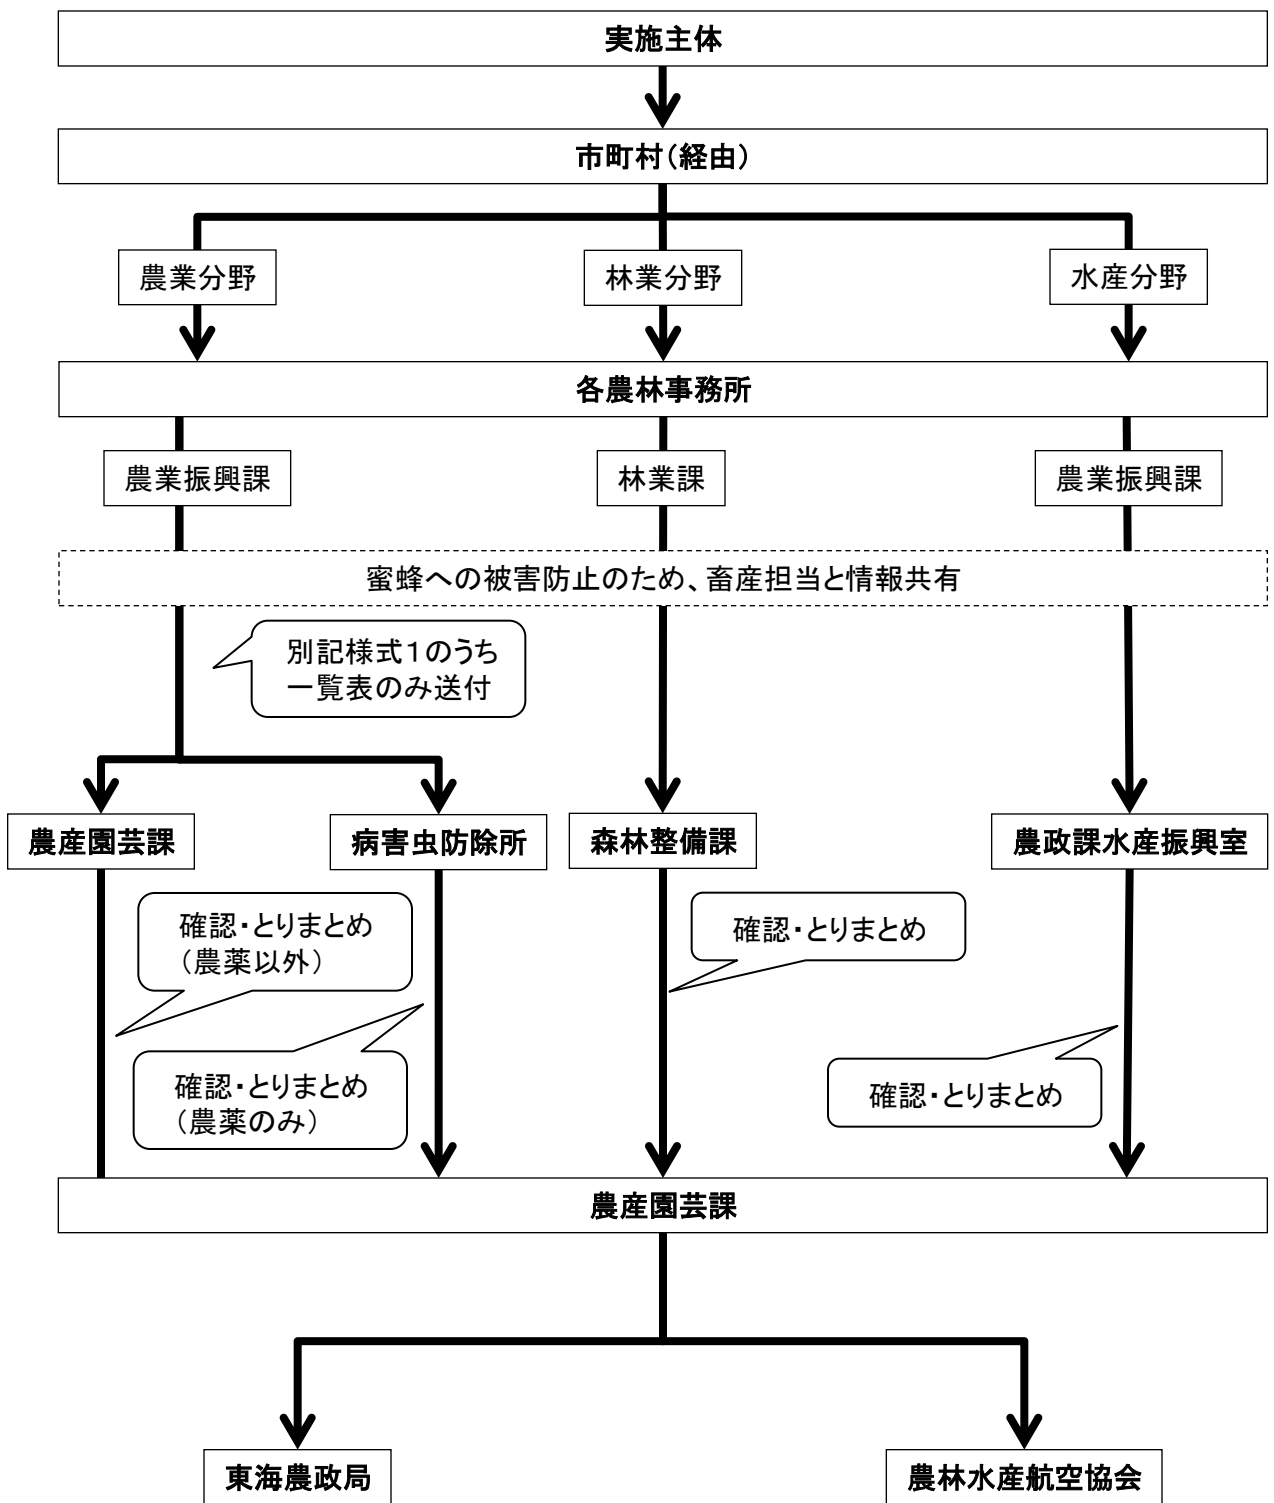 実施主体
市町村（経由）
農業分野
林業分野
水産分野
各農林事務所
農業振興課
林業課
農業振興課
蜜蜂への被害防止のため、畜産担当と情報共有
別記様式１のうち
一覧表のみ送付
農産園芸課
病害虫防除所
森林整備課
農政課水産振興室
確認・とりまとめ
（農薬以外）
確認・とりまとめ
確認・とりまとめ
（農薬のみ）
確認・とりまとめ
農産園芸課
東海農政局
農林水産航空協会